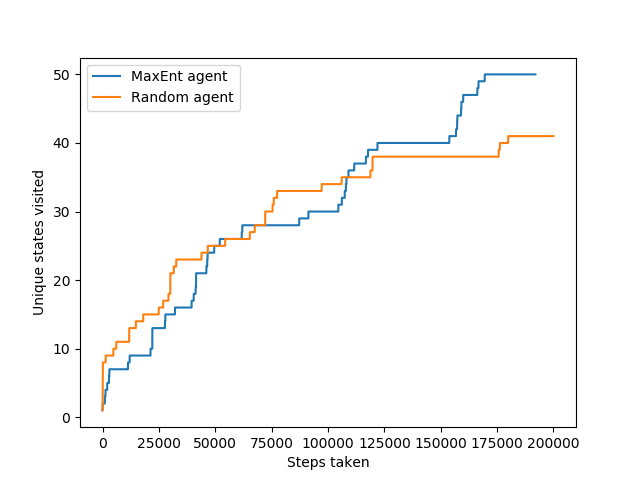 MaxEnt agent
Random agent
Unique states visited
50
40
30
20
10
0
0 25000 50000 75000 100000 125000 150000 175000 200000
Steps taken